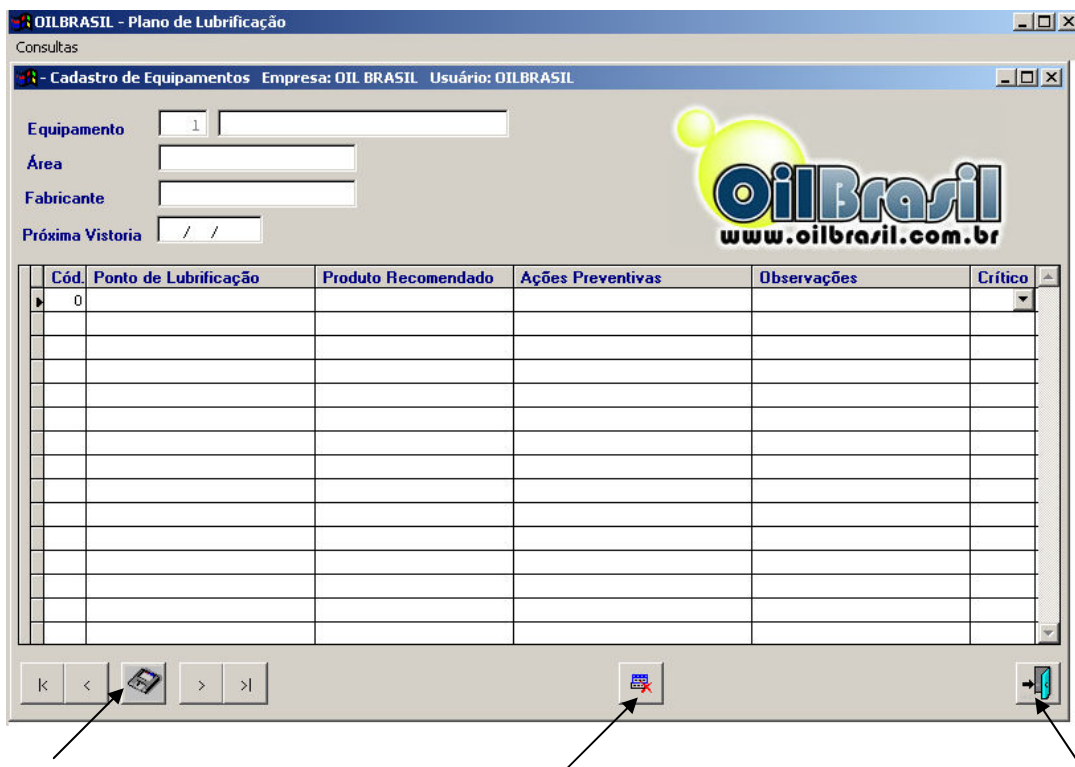 OILBRASIL - Plano de Lubrificação
Consultas
- Cadastro de Equipamentos Empresa: OIL BRASIL Usuário: OILBRASIL
Equipamento 1
Área
Fabricante
Próxima Vistoria / /
OilBrasil
www.oilbrasil.com.br
Cód. Ponto de Lubrificação Produto Recomendado Ações Preventivas Observações Crítico
0